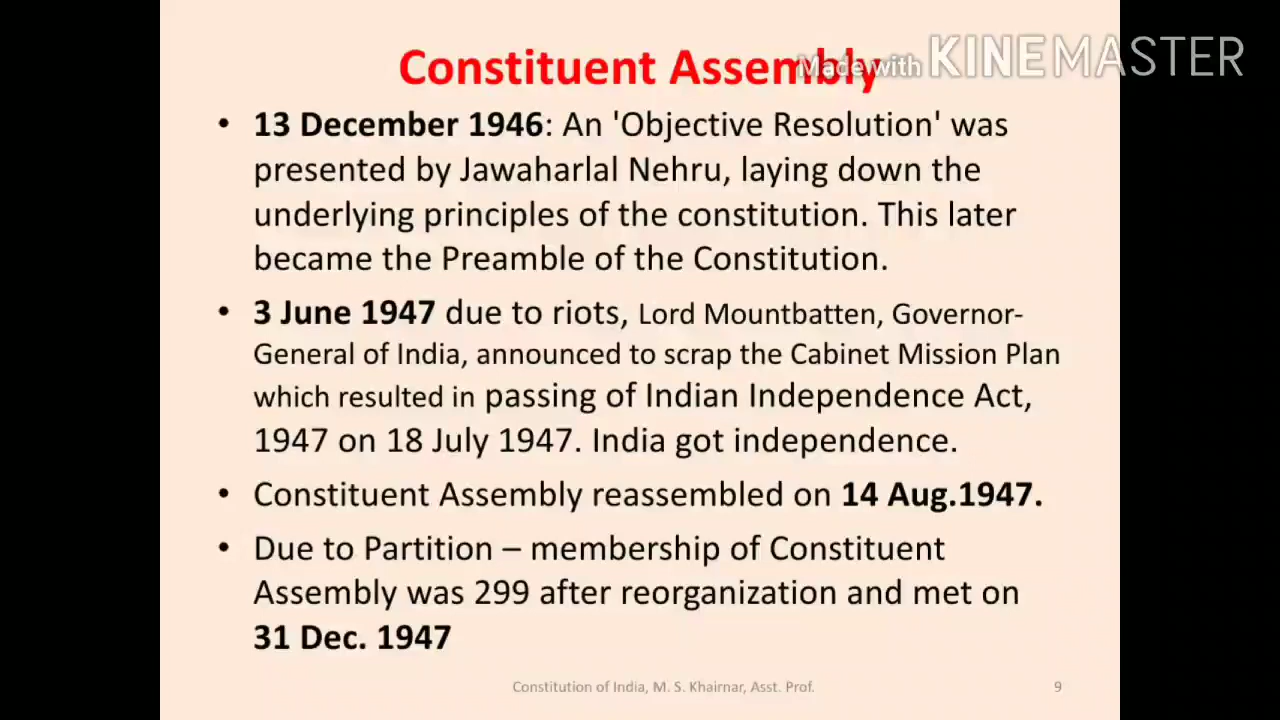 Constituent Assembly
Made with KINEMASTER
• 13 December 1946: An 'Objective Resolution' was
presented by Jawaharlal Nehru, laying down the
underlying principles of the constitution. This later
became the Preamble of the Constitution.
• 3 June 1947 due to riots, Lord Mountbatten, Governor-
General of India, announced to scrap the Cabinet Mission Plan
which resulted in passing of Indian Independence Act,
1947 on 18 July 1947. India got independence.
• Constituent Assembly reassembled on 14 Aug.1947.
• Due to Partition – membership of Constituent
Assembly was 299 after reorganization and met on
31 Dec. 1947
Constitution of India, M. S. Khairnar, Asst. Prof.
9